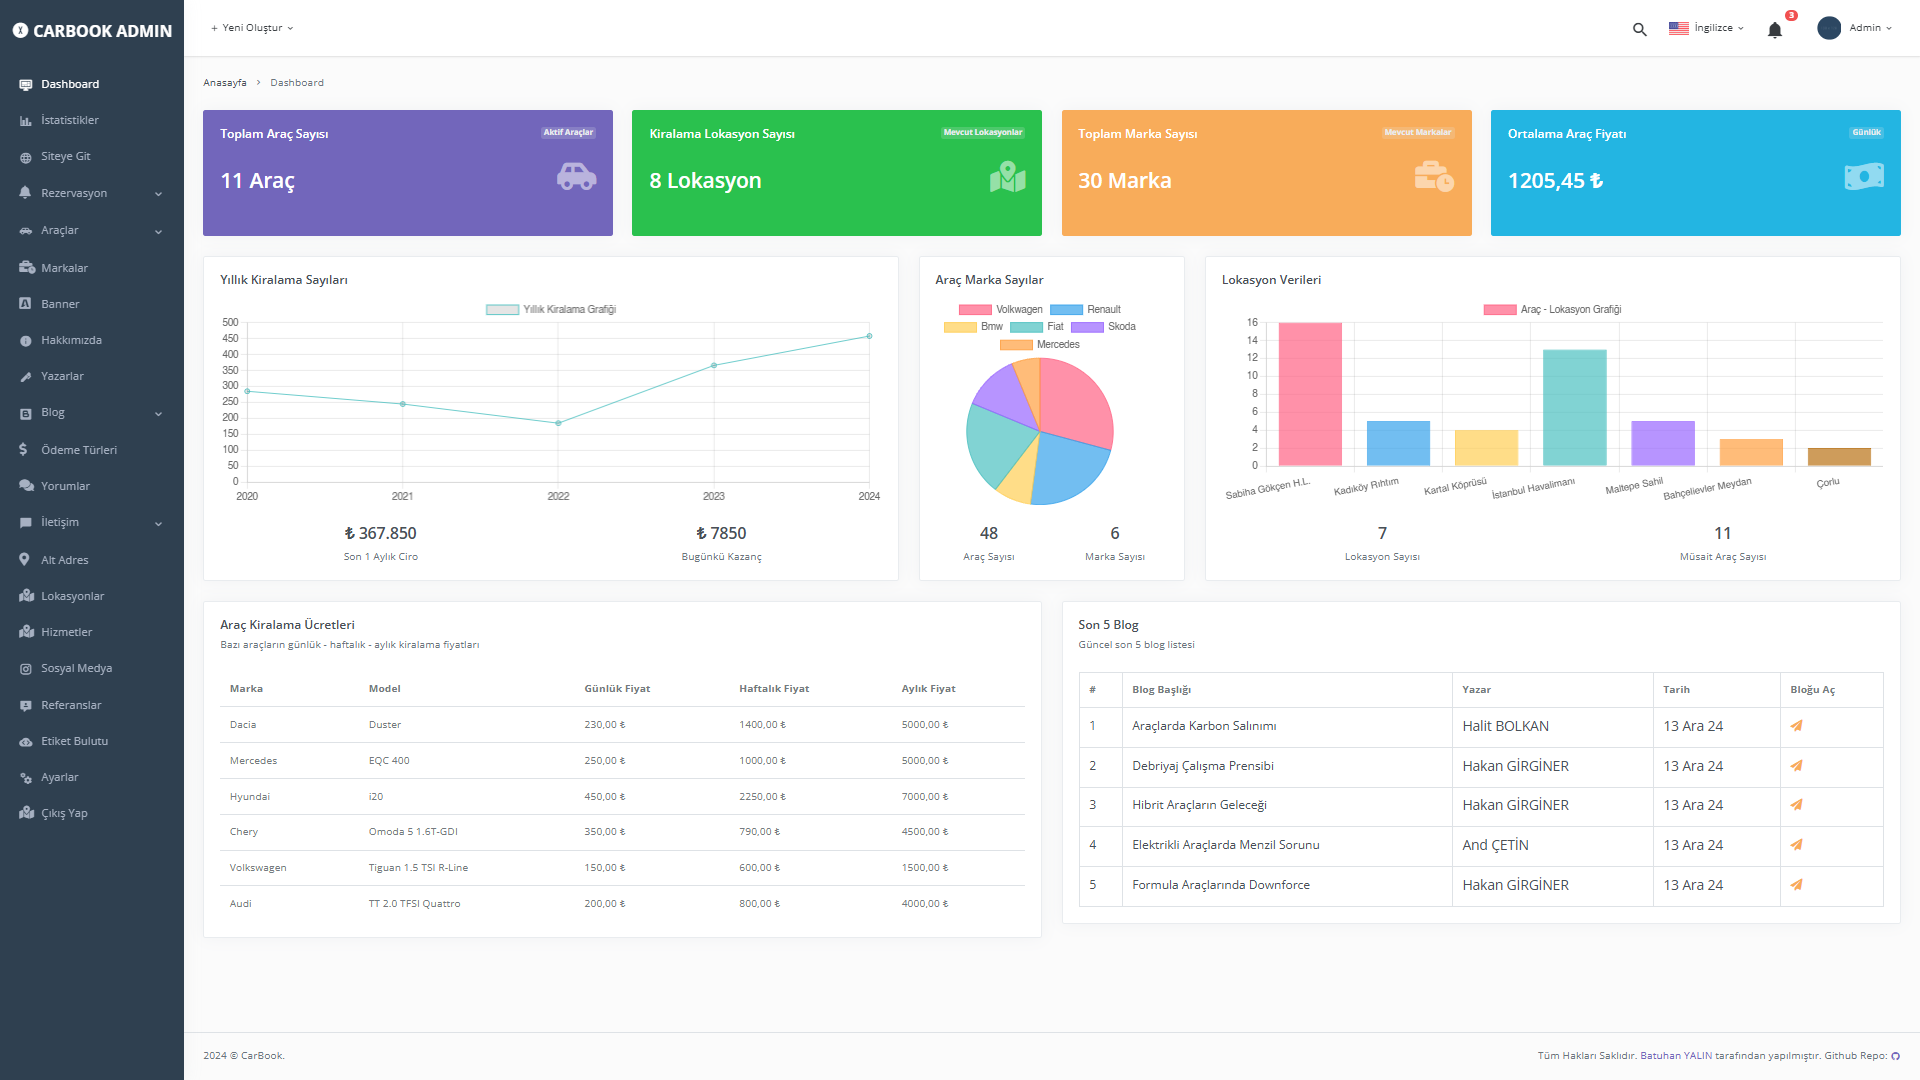 CARBOOK ADMIN
+ Yeni Oluştur
İngilizce
3
Admin
Dashboard
İstatistikler
Siteye Git
Rezervasyon
Araçlar
Markalar
Banner
Hakkımızda
Yazarlar
Blog
Ödeme Türleri
Yorumlar
İletişim
Alt Adres
Lokasyonlar
Hizmetler
Sosyal Medya
Referanslar
Etiket Bulutu
Ayarlar
Çıkış Yap
Anasayfa > Dashboard
Toplam Araç Sayısı Aktif Araçlar
11 Araç
Kiralama Lokasyon Sayısı Mevcut Lokasyonlar
8 Lokasyon
Toplam Marka Sayısı Mevcut Markalar
30 Marka
Ortalama Araç Fiyatı Günlük
1205,45 ₺
Yıllık Kiralama Sayıları
Yıllık Kiralama Grafiği
500
450
400
350
300
250
200
150
100
50
0
2020 2021 2022 2023 2024
₺ 367.850
Son 1 Aylık Ciro
₺ 7850
Bugünkü Kazanç
Araç Marka Sayılar
Volkwagen Renault
Bmw Fiat Skoda
Mercedes
48
Araç Sayısı
6
Marka Sayısı
Lokasyon Verileri
Araç - Lokasyon Grafiği
16
14
12
10
8
6
4
2
0
Sabiha Gökçen H.L. Kadıköy Rıhtım Kartal Köprüsü İstanbul Havalimanı Maltepe Sahil Bahçelievler Meydan Çorlu
7
Lokasyon Sayısı
11
Müsait Araç Sayısı
Araç Kiralama Ücretleri
Bazı araçların günlük - haftalık - aylık kiralama fiyatları
Marka Model Günlük Fiyat Haftalık Fiyat Aylık Fiyat
Dacia Duster 230,00 ₺ 1400,00 ₺ 5000,00 ₺
Mercedes EQC 400 250,00 ₺ 1000,00 ₺ 5000,00 ₺
Hyundai i20 450,00 ₺ 2250,00 ₺ 7000,00 ₺
Chery Omoda 5 1.6T-GDI 350,00 ₺ 790,00 ₺ 4500,00 ₺
Volkswagen Tiguan 1.5 TSI R-Line 150,00 ₺ 600,00 ₺ 1500,00 ₺
Audi TT 2.0 TFSI Quattro 200,00 ₺ 800,00 ₺ 4000,00 ₺
Son 5 Blog
Güncel son 5 blog listesi
# Blog Başlığı Yazar Tarih Bloğu Aç
1 Araçlarda Karbon Salınımı Halit BOLKAN 13 Ara 24
2 Debriyaj Çalışma Prensibi Hakan GİRGİNER 13 Ara 24
3 Hibrit Araçların Geleceği Hakan GİRGİNER 13 Ara 24
4 Elektrikli Araçlarda Menzil Sorunu And ÇETİN 13 Ara 24
5 Formula Araçlarında Downforce Hakan GİRGİNER 13 Ara 24
2024 © CarBook.
Tüm Hakları Saklıdır. Batuhan YALIN tarafından yapılmıştır. Github Repo: